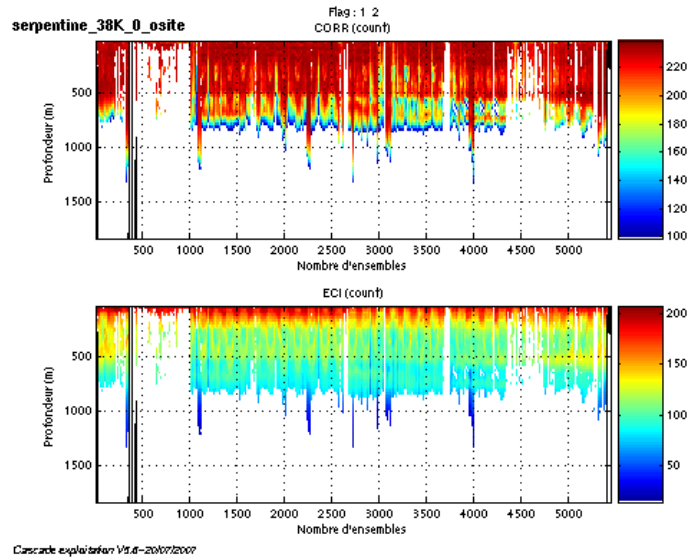 serpentine_38K_0_osite
Flag : 1 2
CORR (count)
500
1000
1500
Profondeur (m)
500 1000 1500 2000 2500 3000 3500 4000 4500 5000
Nombre d'ensembles
220
200
180
160
140
120
100
ECI (count)
500
1000
1500
Profondeur (m)
500 1000 1500 2000 2500 3000 3500 4000 4500 5000
Nombre d'ensembles
200
150
100
50
Cascade exploitation V5.6-20/07/2007